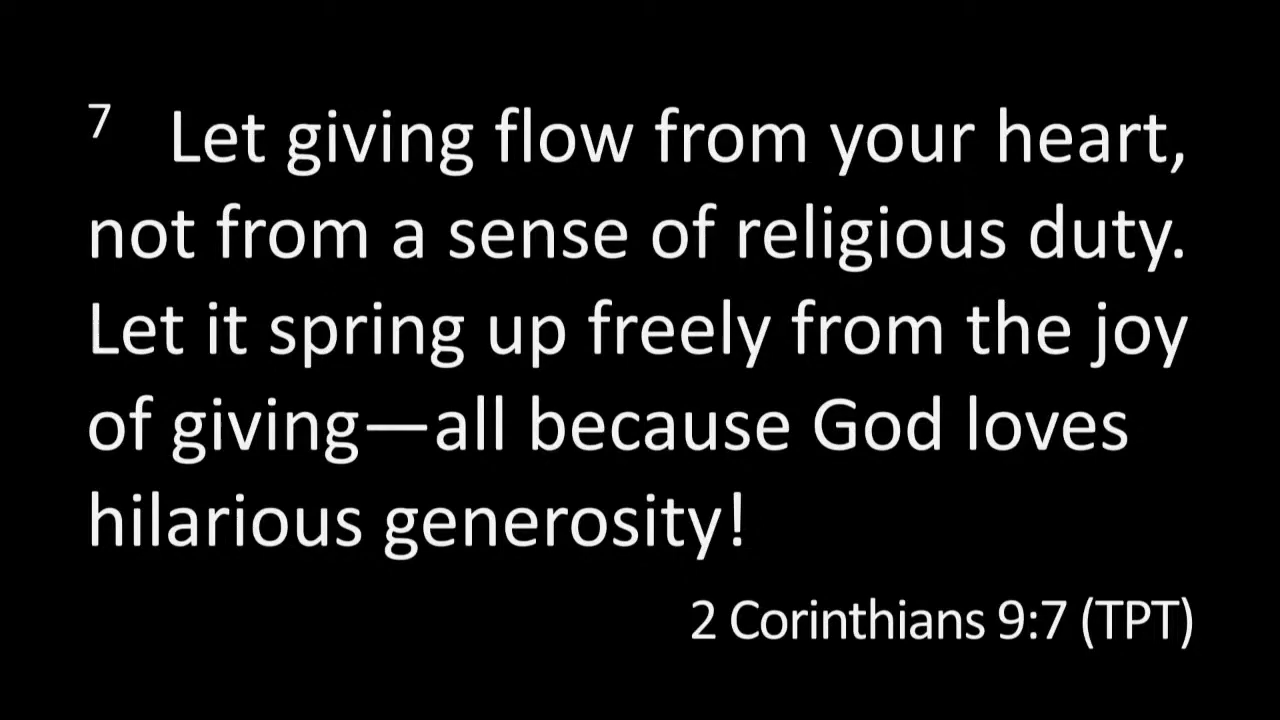 7 Let giving flow from your heart,
not from a sense of religious duty.
Let it spring up freely from the joy
of giving—all because God loves
hilarious generosity!
2 Corinthians 9:7 (TPT)